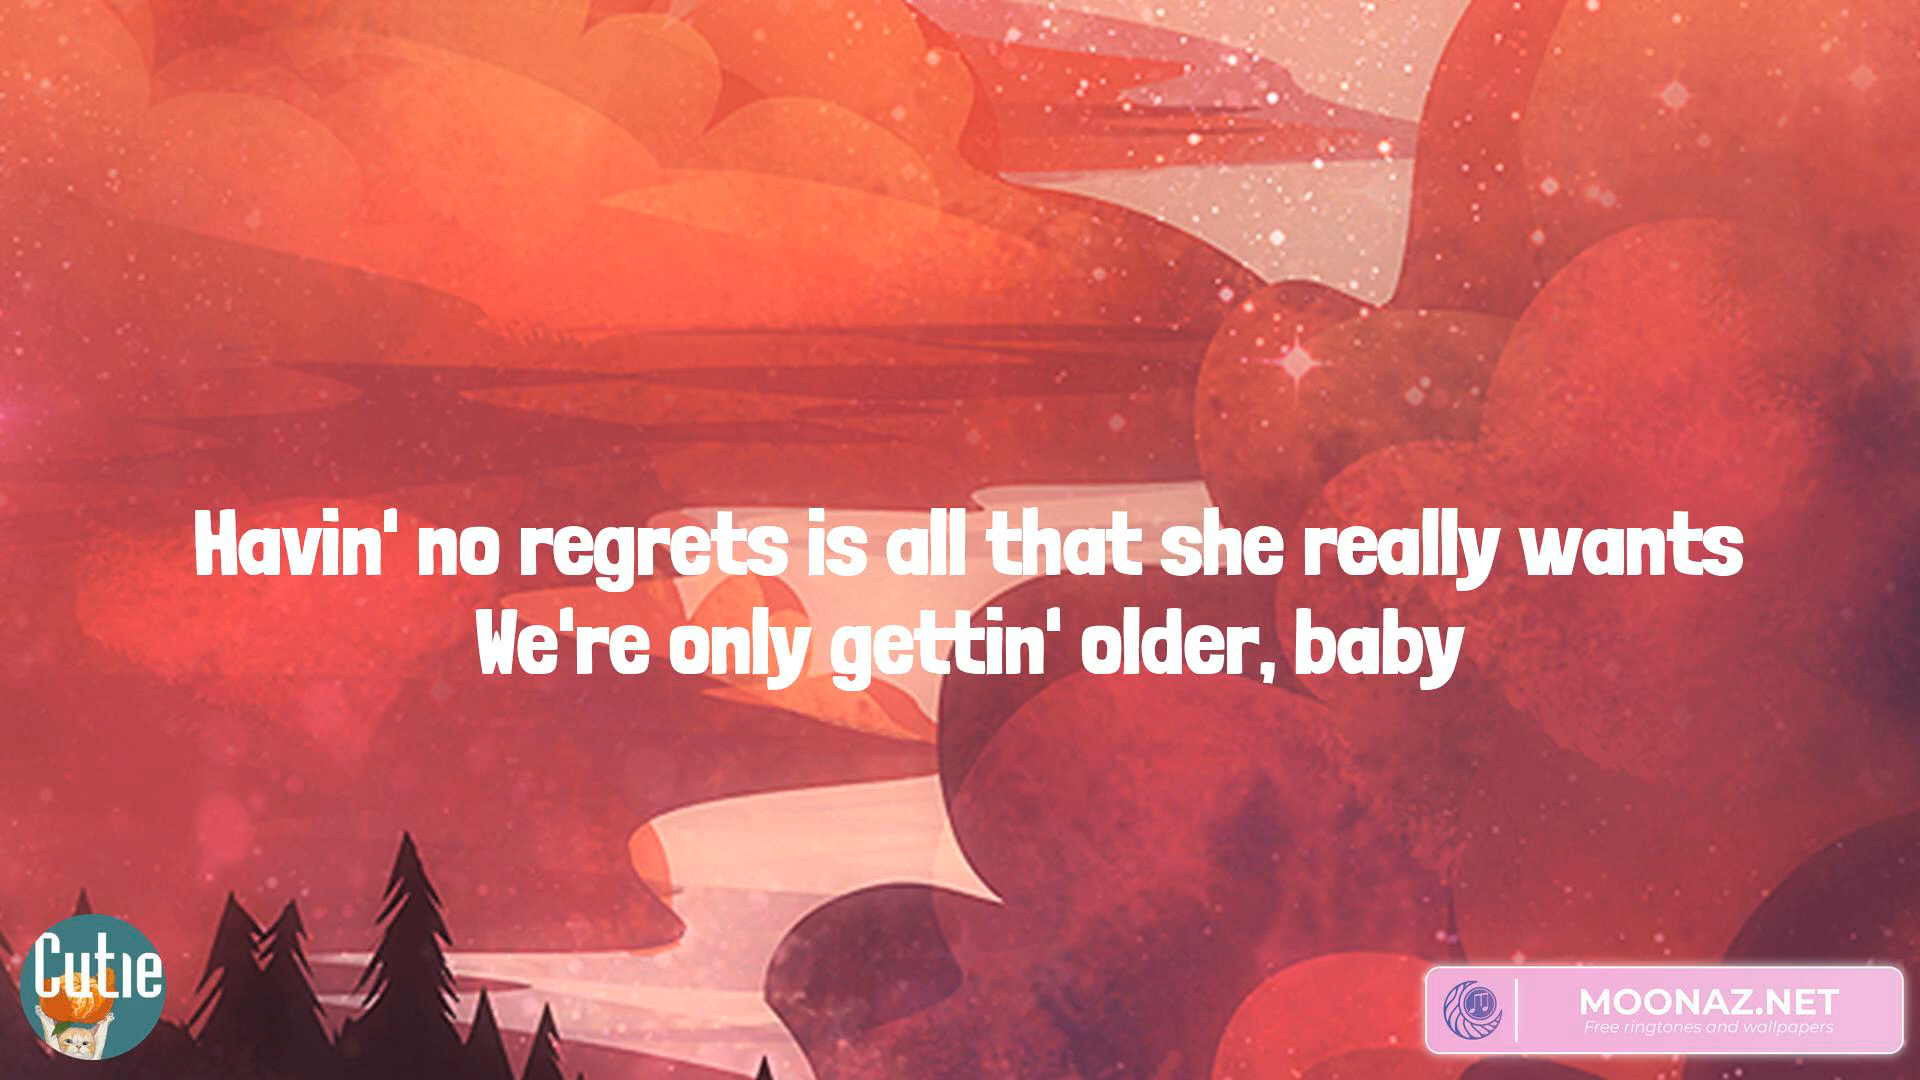 Havin' no regrets is all that she really wants
We're only gettin' older, baby
Cutie
MOONAZ.NET
Free ringtones and wallpapers